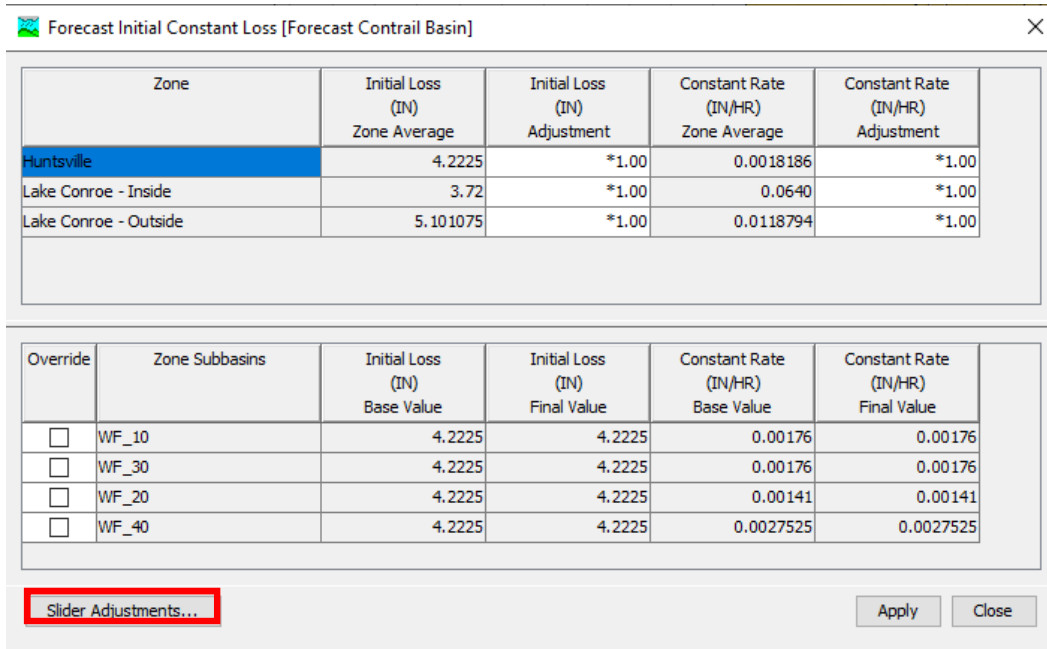 Forecast Initial Constant Loss [Forecast Contrail Basin]
Zone Initial Loss Initial Loss Constant Rate Constant Rate
(IN) (IN) (IN/HR) (IN/HR)
Zone Average Adjustment Zone Average Adjustment
Huntsville 4.2225 *1.00 0.0018186 *1.00
Lake Conroe - Inside 3.72 *1.00 0.0640 *1.00
Lake Conroe - Outside 5.101075 *1.00 0.0118794 *1.00
Override Zone Subbasins Initial Loss Initial Loss Constant Rate Constant Rate
(IN) (IN) (IN/HR) (IN/HR)
Base Value Final Value Base Value Final Value
WF_10 4.2225 4.2225 0.00176 0.00176
WF_30 4.2225 4.2225 0.00176 0.00176
WF_20 4.2225 4.2225 0.00141 0.00141
WF_40 4.2225 4.2225 0.0027525 0.0027525
Slider Adjustments... Apply Close